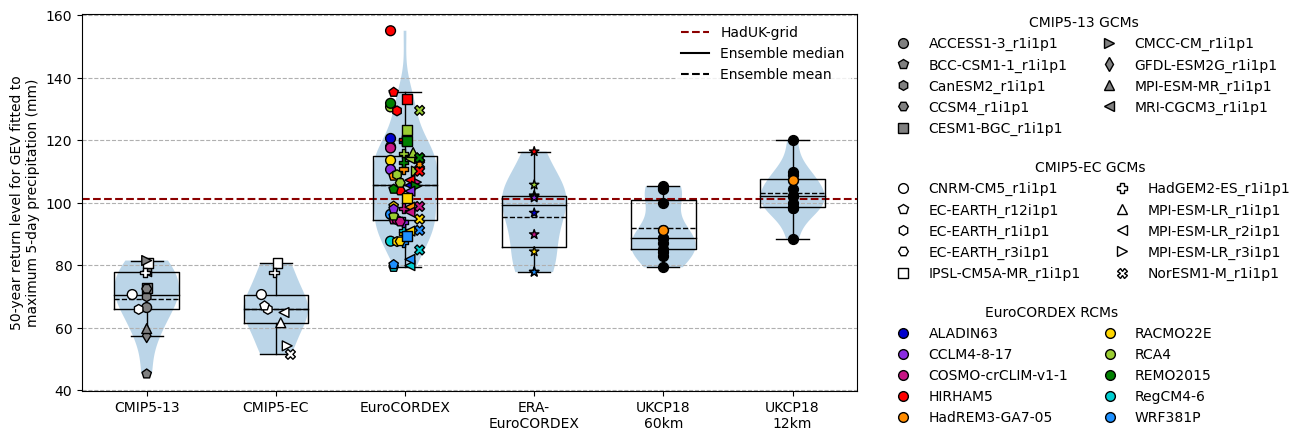 50-year return level for GEV fitted to
maximum 5-day precipitation (mm)
160
140
120
100
80
60
40
HadUK-grid
Ensemble median
Ensemble mean
CMIP5-13
CMIP5-EC
EuroCORDEX
ERA-
EuroCORDEX
UKCP18
60km
UKCP18
12km
CMIP5-13 GCMs
ACCESS1-3_r1i1p1
BCC-CSM1-1_r1i1p1
CanESM2_r1i1p1
CCSM4_r1i1p1
CESM1-BGC_r1i1p1
CMCC-CM_r1i1p1
GFDL-ESM2G_r1i1p1
MPI-ESM-MR_r1i1p1
MRI-CGCM3_r1i1p1
CMIP5-EC GCMs
CNRM-CM5_r1i1p1
EC-EARTH_r12i1p1
EC-EARTH_r1i1p1
EC-EARTH_r3i1p1
IPSL-CM5A-MR_r1i1p1
HadGEM2-ES_r1i1p1
MPI-ESM-LR_r1i1p1
MPI-ESM-LR_r2i1p1
MPI-ESM-LR_r3i1p1
NorESM1-M_r1i1p1
EuroCORDEX RCMs
ALADIN63
CCLM4-8-17
COSMO-crCLIM-v1-1
HIRHAM5
HadREM3-GA7-05
RACMO22E
RCA4
REMO2015
RegCM4-6
WRF381P